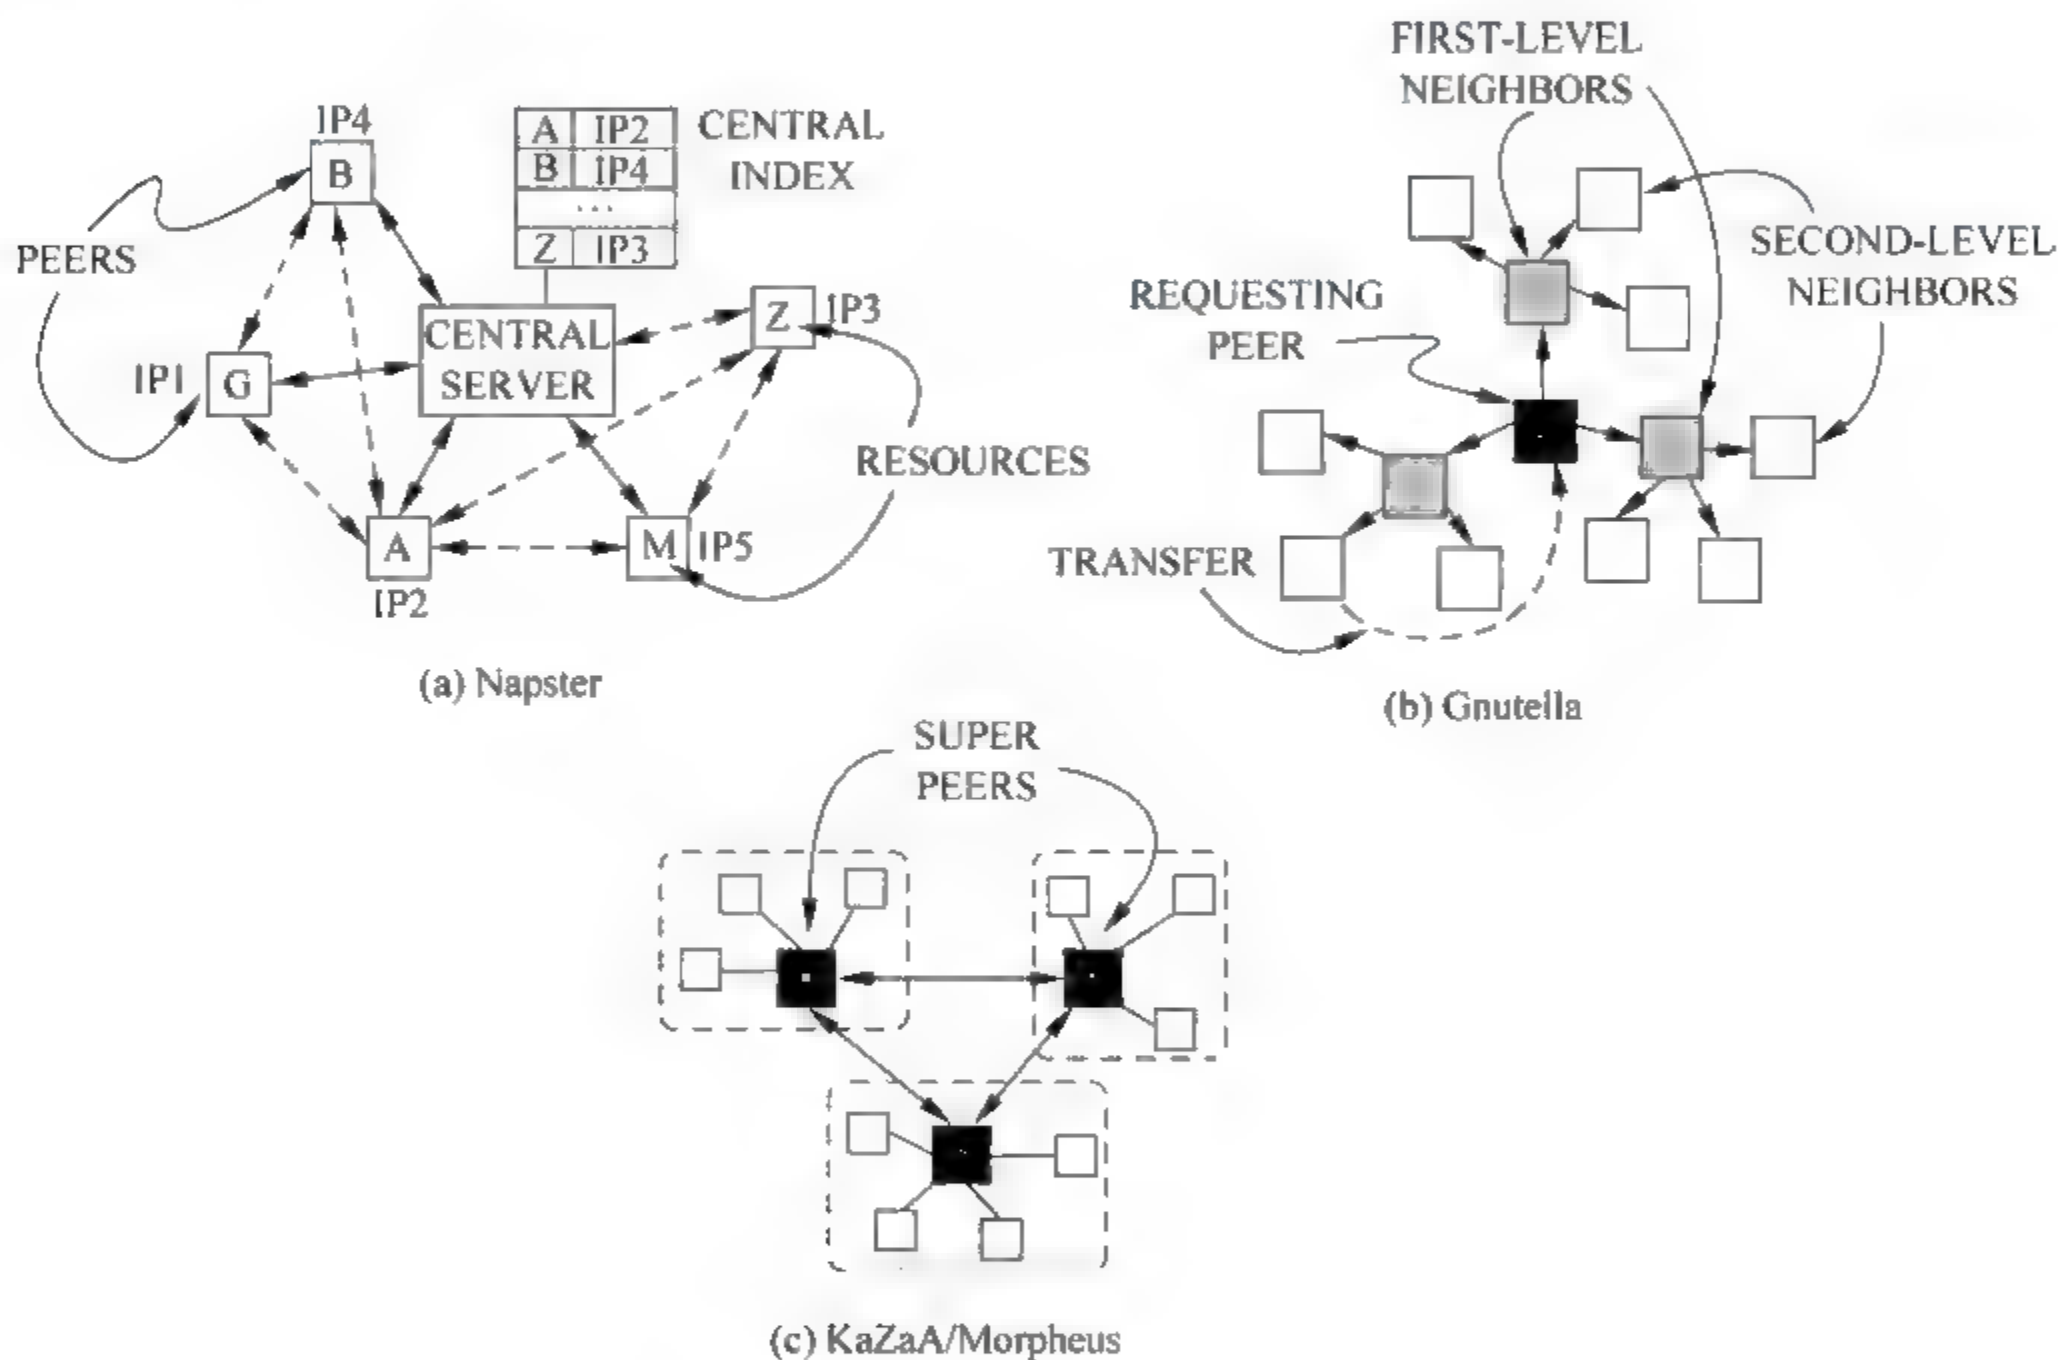 FIRST-LEVEL
NEIGHBORS
IP4
B
A IP2
B IP4
...
Z IP3
CENTRAL
INDEX
PEERS
SECOND-LEVEL
NEIGHBORS
REQUESTING
PEER
Z IP3
CENTRAL
SERVER
IP1 G
RESOURCES
A
IP2
M IP5
TRANSFER
(a) Napster
(b) Gnutella
SUPER
PEERS
(c) KaZaA/Morpheus